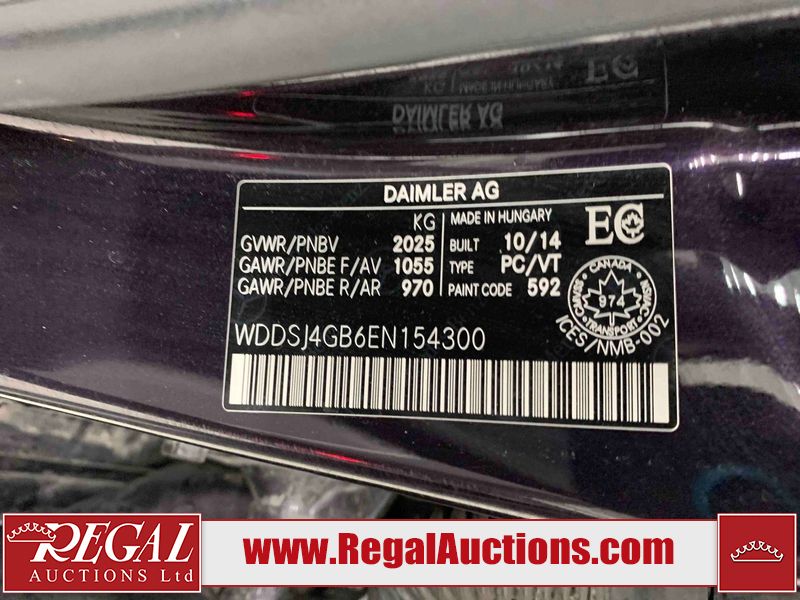 DAIMLER AG
KG
GVWR/PNBV 2025
GAWR/PNBE F/AV 1055
GAWR/PNBE R/AR 970
MADE IN HUNGARY
BUILT 10/14
TYPE PC/VT
PAINT CODE 592
EC
CANADA
974
TRANSPORT
ICES/NMB-002
WDDSJ4GB6EN154300
REGAL
AUCTIONS Ltd
www.RegalAuctions.com